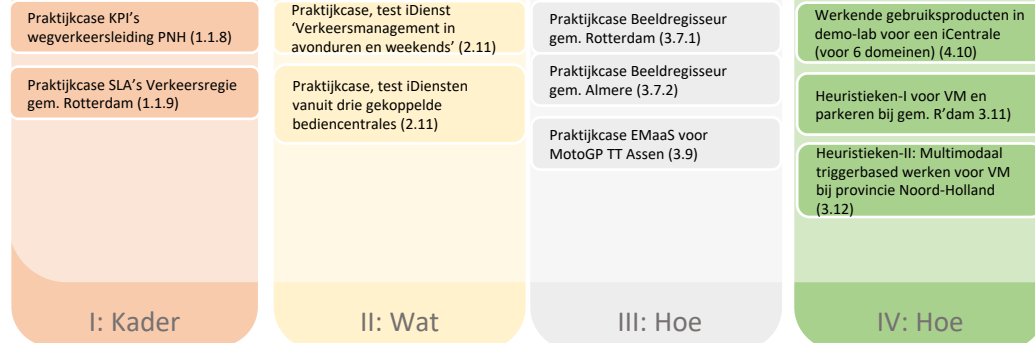 Praktijkcase KPI's
wegverkeersleiding PNH (1.1.8)
Praktijkcase SLA's Verkeersregie
gem. Rotterdam (1.1.9)
I: Kader
Praktijkcase, test iDienst
‘Verkeersmanagement in
avonduren en weekends’ (2.11)
Praktijkcase, test iDiensten
vanuit drie gekoppelde
bediencentrales (2.11)
II: Wat
Praktijkcase Beeldregisseur
gem. Rotterdam (3.7.1)
Praktijkcase Beeldregisseur
gem. Almere (3.7.2)
Praktijkcase EMaaS voor
MotoGP TT Assen (3.9)
III: Hoe
Werkende gebruiksproducten in
demo-lab voor een iCentrale
(voor 6 domeinen) (4.10)
Heuristieken-I voor VM en
parkeren bij gem. R’dam 3.11)
Heuristieken-II: Multimodaal
triggerbased werken voor VM
bij provincie Noord-Holland
(3.12)
IV: Hoe